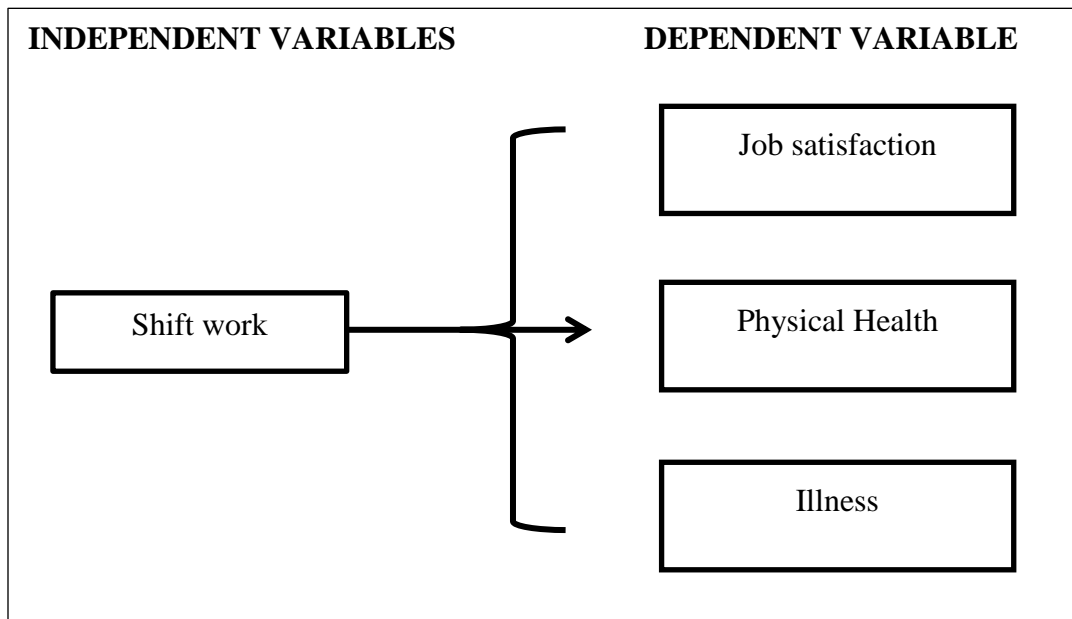 INDEPENDENT VARIABLES
DEPENDENT VARIABLE
Job satisfaction
Shift work
Physical Health
Illness